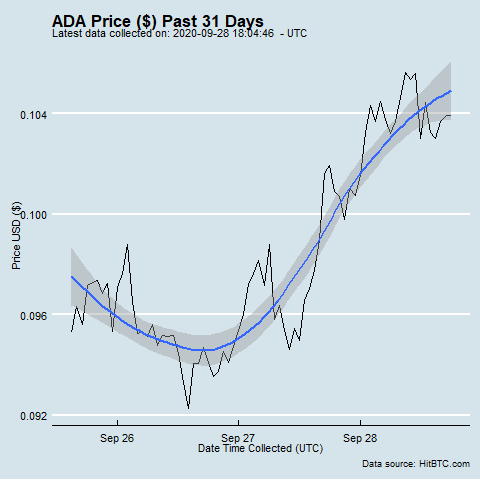 ADA Price ($) Past 31 Days
Latest data collected on: 2020-09-28 18:04:46 - UTC
0.104
0.100
0.096
0.092
Price USD ($)
Sep 26
Sep 27
Sep 28
Date Time Collected (UTC)
Data source: HitBTC.com